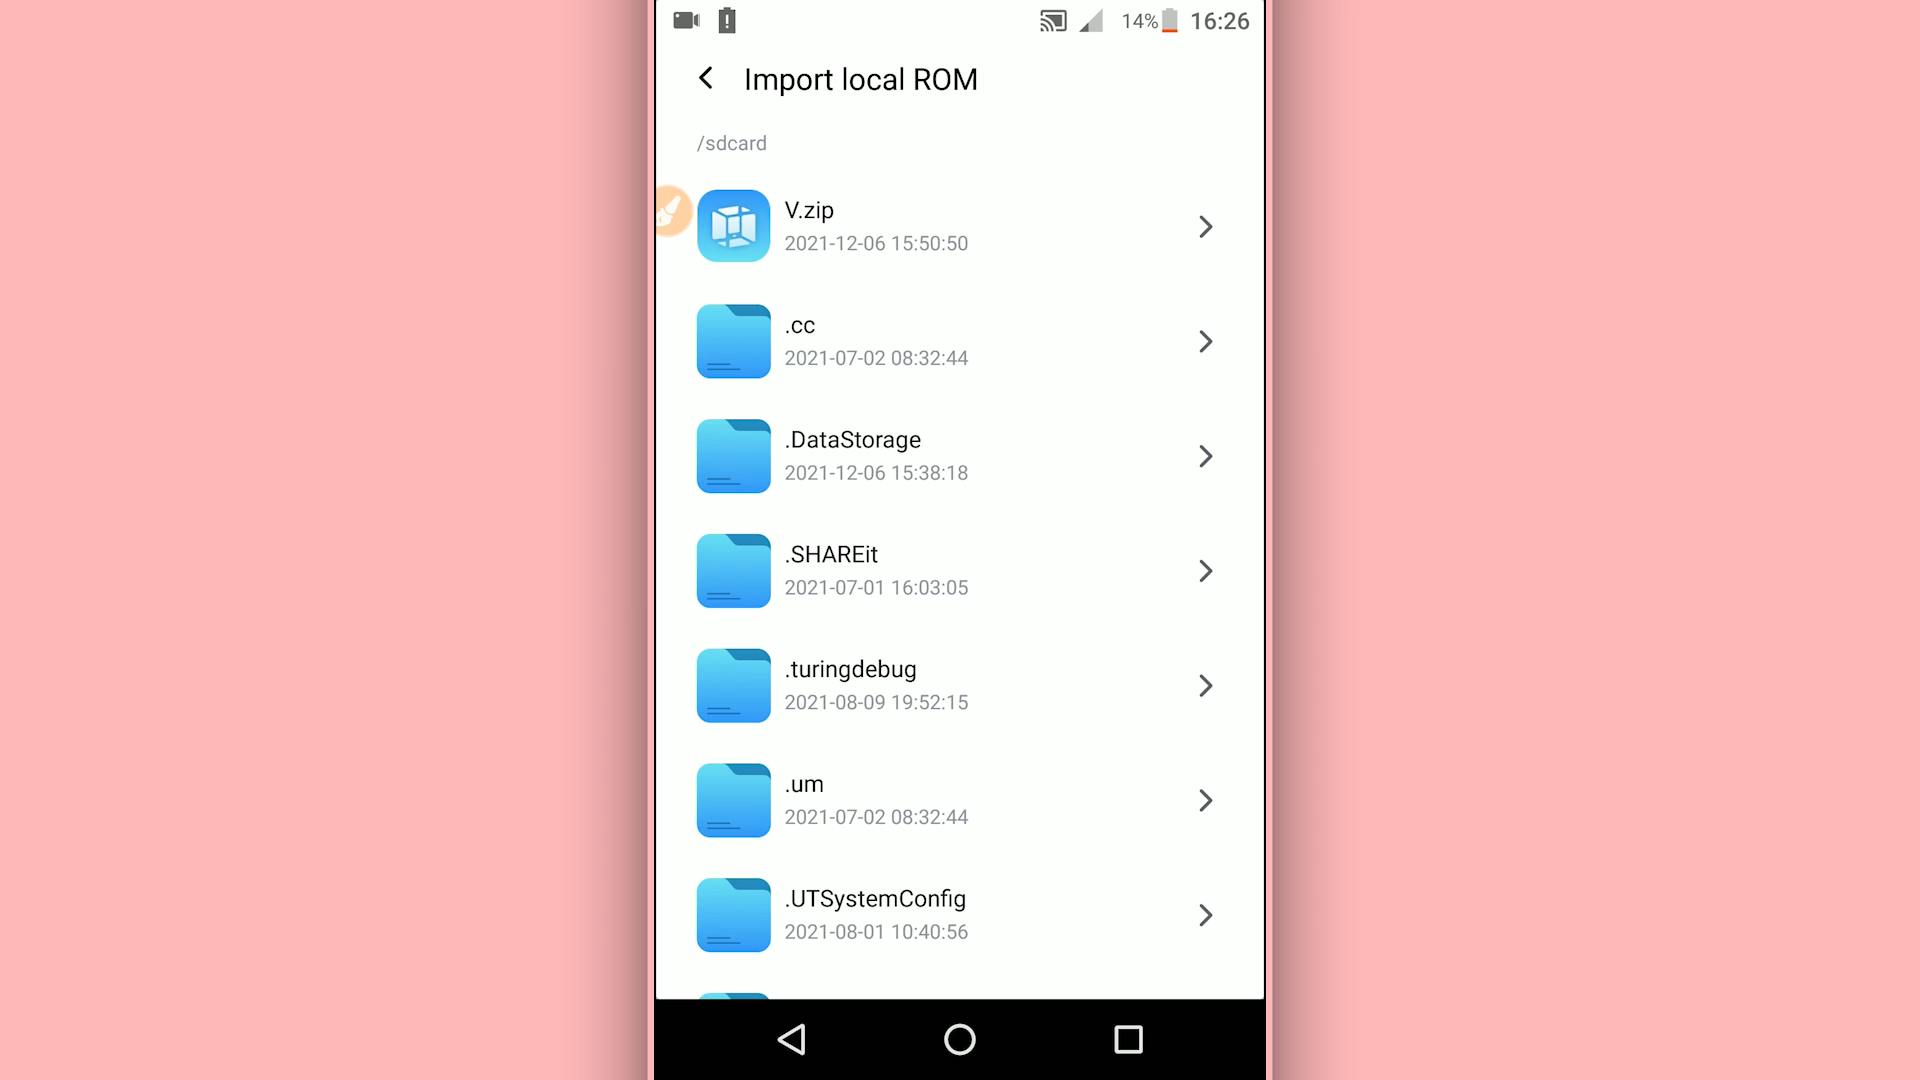 14% 16:26
Import local ROM
/sdcard
V.zip
2021-12-06 15:50:50
.cc
2021-07-02 08:32:44
.DataStorage
2021-12-06 15:38:18
.SHAREit
2021-07-01 16:03:05
.turingdebug
2021-08-09 19:52:15
.um
2021-07-02 08:32:44
.UTSystemConfig
2021-08-01 10:40:56